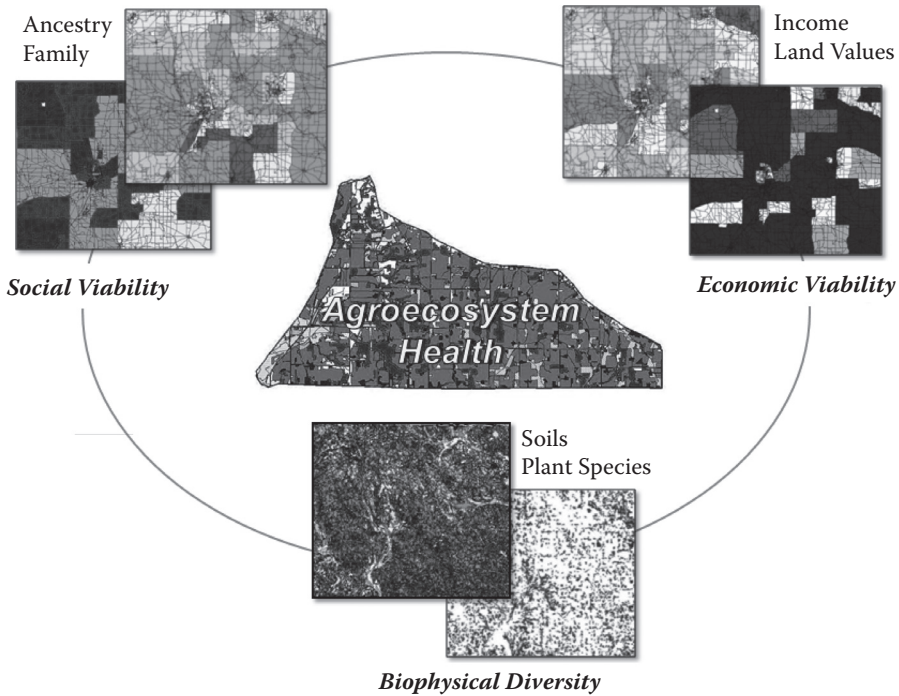 Ancestry
Family
Income
Land Values
Social Viability
Economic Viability
Agroecosystem
Health
Soils
Plant Species
Biophysical Diversity